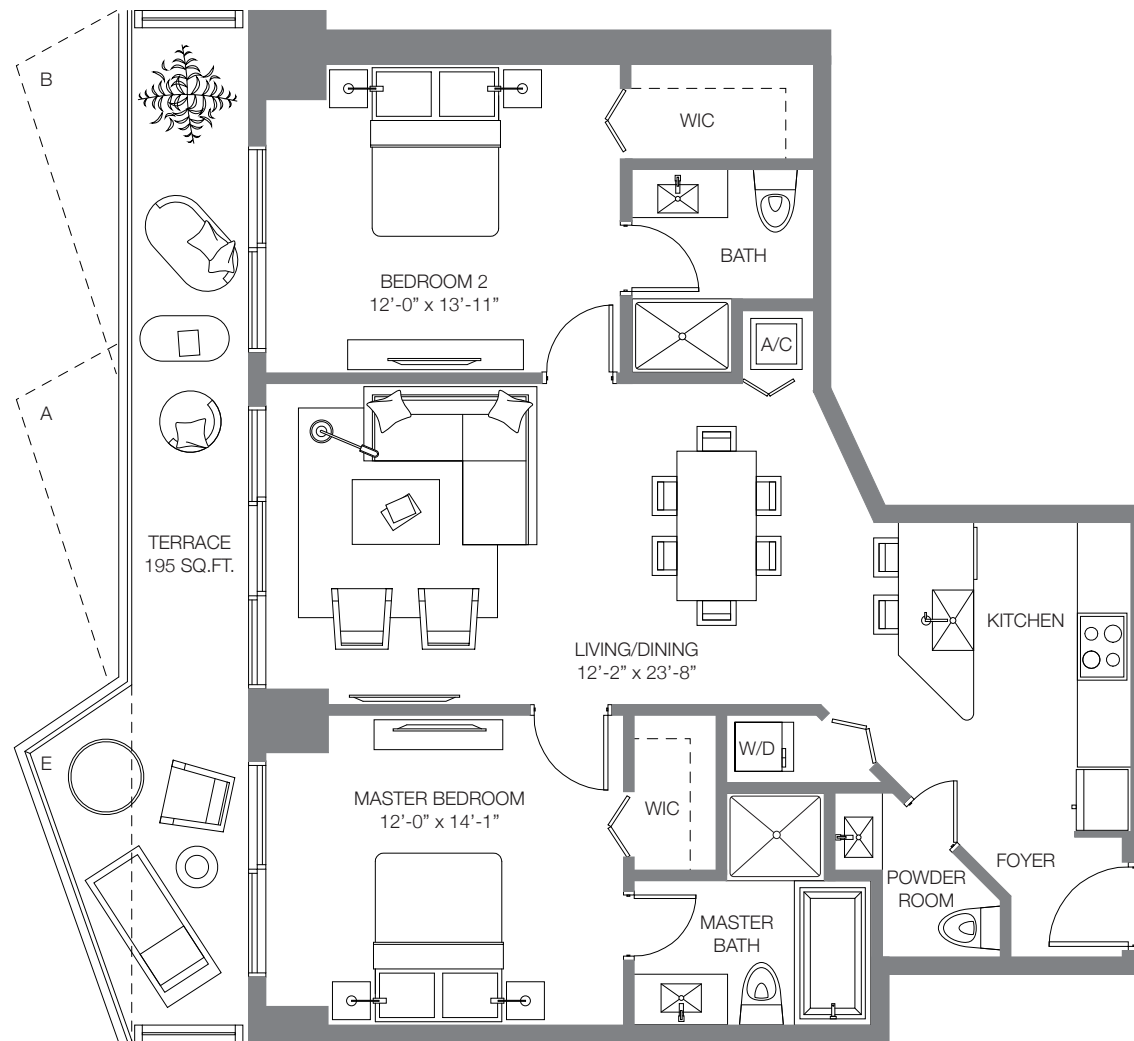 B
WIC
BATH
BEDROOM 2
12’-0” x 13’-11”
A/C
A
TERRACE
195 SQ.FT.
KITCHEN
LIVING/DINING
12’-2” x 23’-8”
E
W/D
MASTER BEDROOM
12’-0” x 14’-1”
WIC
FOYER
POWDER
ROOM
MASTER
BATH